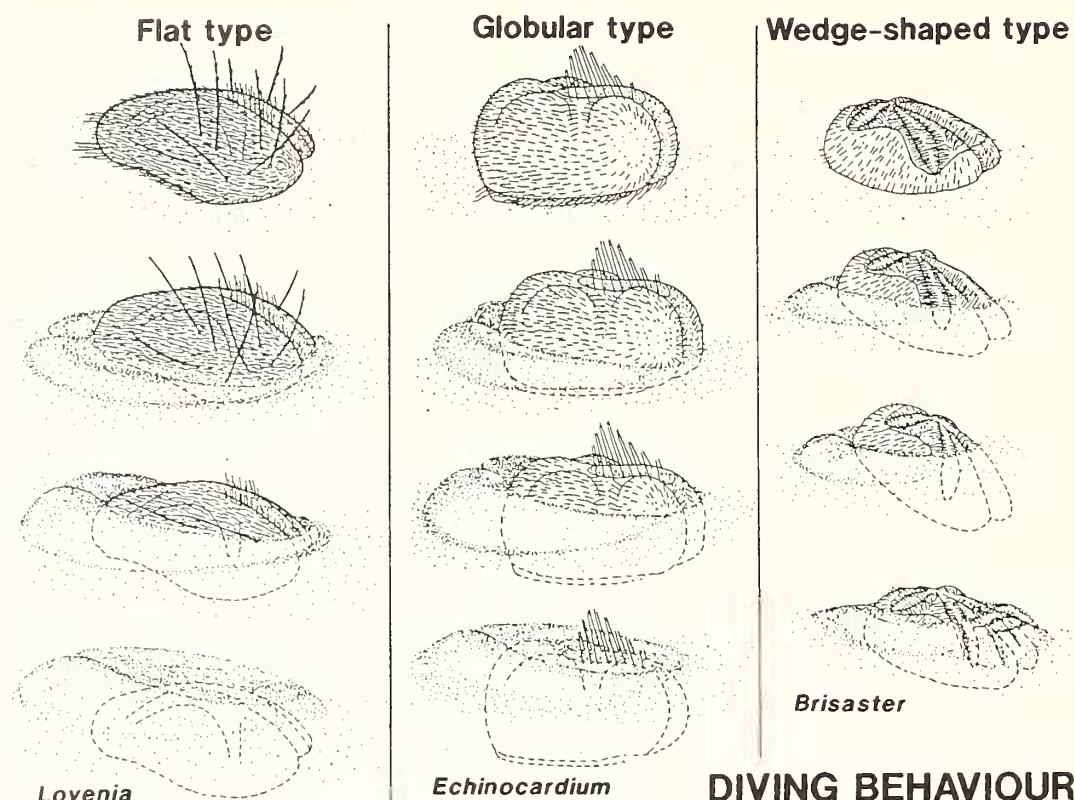 Flat type
Globular type
Wedge-shaped type
Brisaster
Lovenia
Echinocardium
DIVING BEHAVIOUR